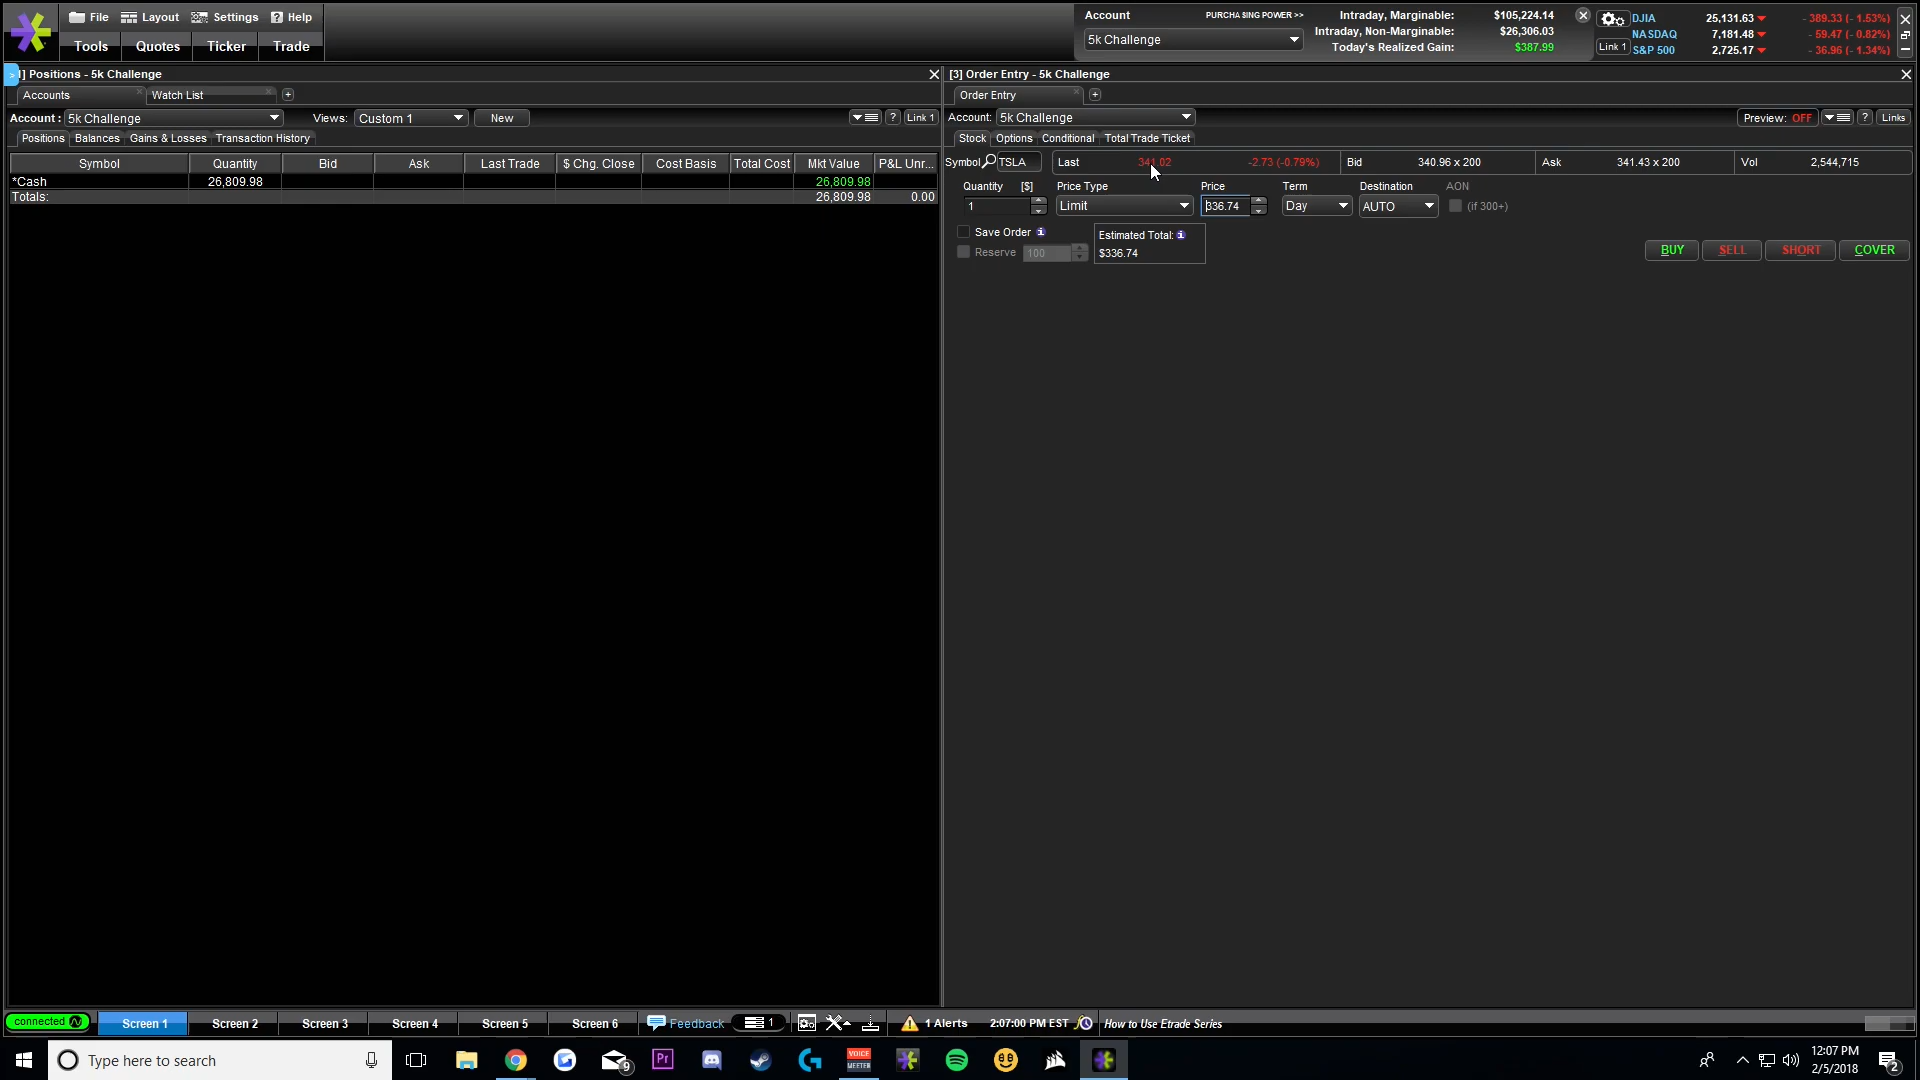 File Layout Settings ? Help
Tools Quotes Ticker Trade
Account PURCHASING POWER >>
5k Challenge
Intraday, Marginable: $105,224.14
Intraday, Non-Marginable: $26,306.03
Today's Realized Gain: $387.99
Link 1
DJIA 25,131.63 - 389.33 (- 1.53%)
NASDAQ 7,181.48 - 59.47 (- 0.82%)
S&P 500 2,725.17 - 36.96 (- 1.34%)
] Positions - 5k Challenge
Accounts Watch List
Account : 5k Challenge Views: Custom 1 New ? Link 1
Positions Balances Gains & Losses Transaction History
Symbol Quantity Bid Ask Last Trade $ Chg. Close Cost Basis Total Cost Mkt Value P&L Unr...
*Cash 26,809.98 26,809.98
Totals: 26,809.98 0.00
[3] Order Entry - 5k Challenge
Order Entry
Account: 5k Challenge Preview: OFF ? Links
Stock Options Conditional Total Trade Ticket
Symbol TSLA Last 341.02 -2.73 (-0.79%) Bid 340.96 x 200 Ask 341.43 x 200 Vol 2,544,715
Quantity [$] Price Type Price Term Destination AON
1 Limit 336.74 Day AUTO (if 300+)
Save Order Estimated Total:
Reserve 100 $336.74
BUY SELL SHORT COVER
connected Screen 1 Screen 2 Screen 3 Screen 4 Screen 5 Screen 6 Feedback 1 1 Alerts 2:07:00 PM EST How to Use Etrade Series
Type here to search 9 Pr VOICE MEETER 12:07 PM
2/5/2018 2